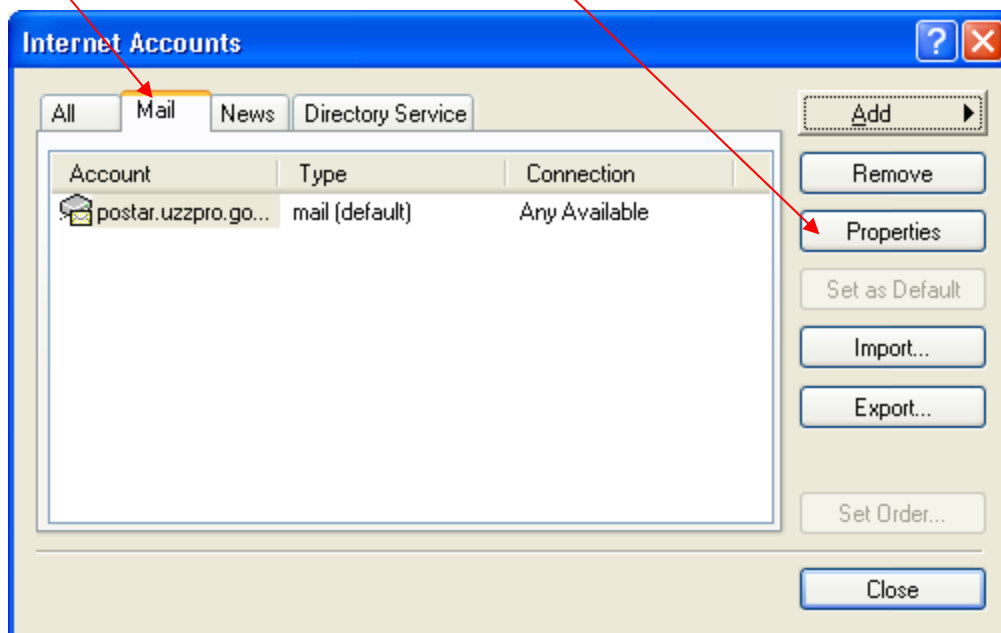 Internet Accounts
All Mail News Directory Service
Add
Account Type Connection
Remove
postar.uzzpro.go... mail (default) Any Available
Properties
Set as Default
Import...
Export...
Set Order...
Close